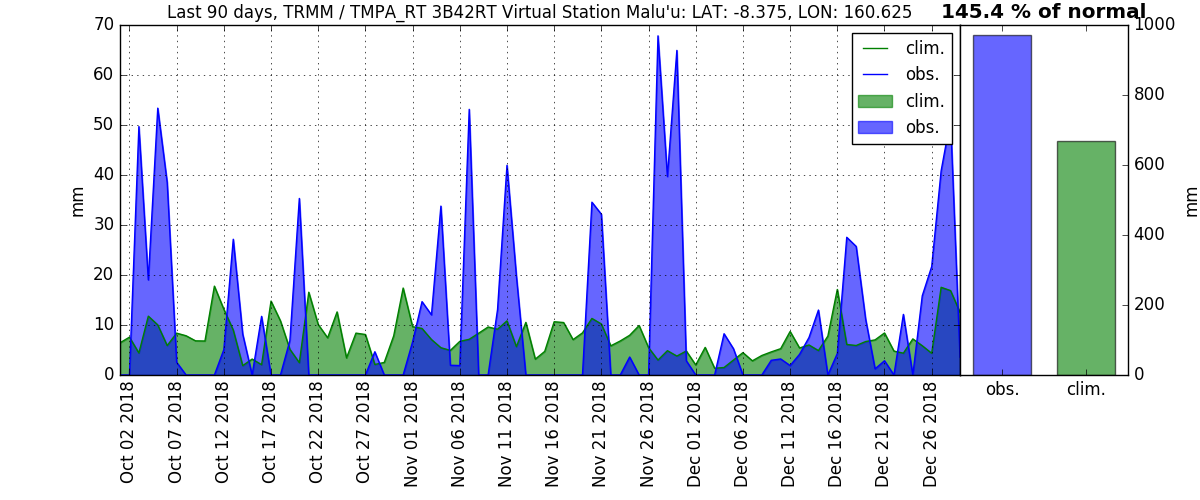 Last 90 days, TRMM / TMPA_RT 3B42RT Virtual Station Malu'u: LAT: -8.375, LON: 160.625
145.4 % of normal
mm
70
60
50
40
30
20
10
0
clim.
obs.
clim.
obs.
Oct 02 2018
Oct 07 2018
Oct 12 2018
Oct 17 2018
Oct 22 2018
Oct 27 2018
Nov 01 2018
Nov 06 2018
Nov 11 2018
Nov 16 2018
Nov 21 2018
Nov 26 2018
Dec 01 2018
Dec 06 2018
Dec 11 2018
Dec 16 2018
Dec 21 2018
Dec 26 2018
1000
800
600
400
200
0
mm
obs.
clim.